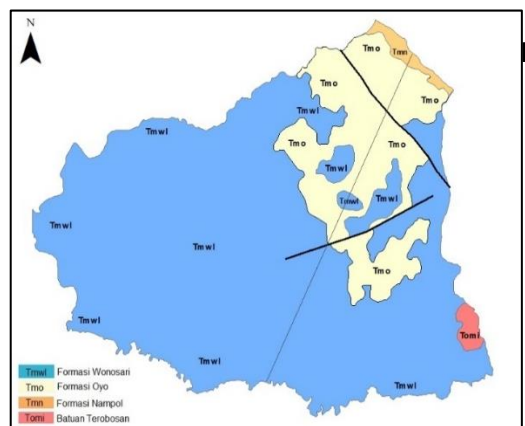 N
Tmo
Tmn
Tmo
Tmo
Tmwl
Tmo
Tmo
Tmwl
Tmwl
Tmwl
Tmwl
Tmwl
Tmwl
Tmo
Tmwl
Tomi
Tmwl
Tmwl
Tmwl Formasi Wonosari
Tmo Formasi Oyo
Tmn Formasi Nampol
Tomi Batuan Terobosan